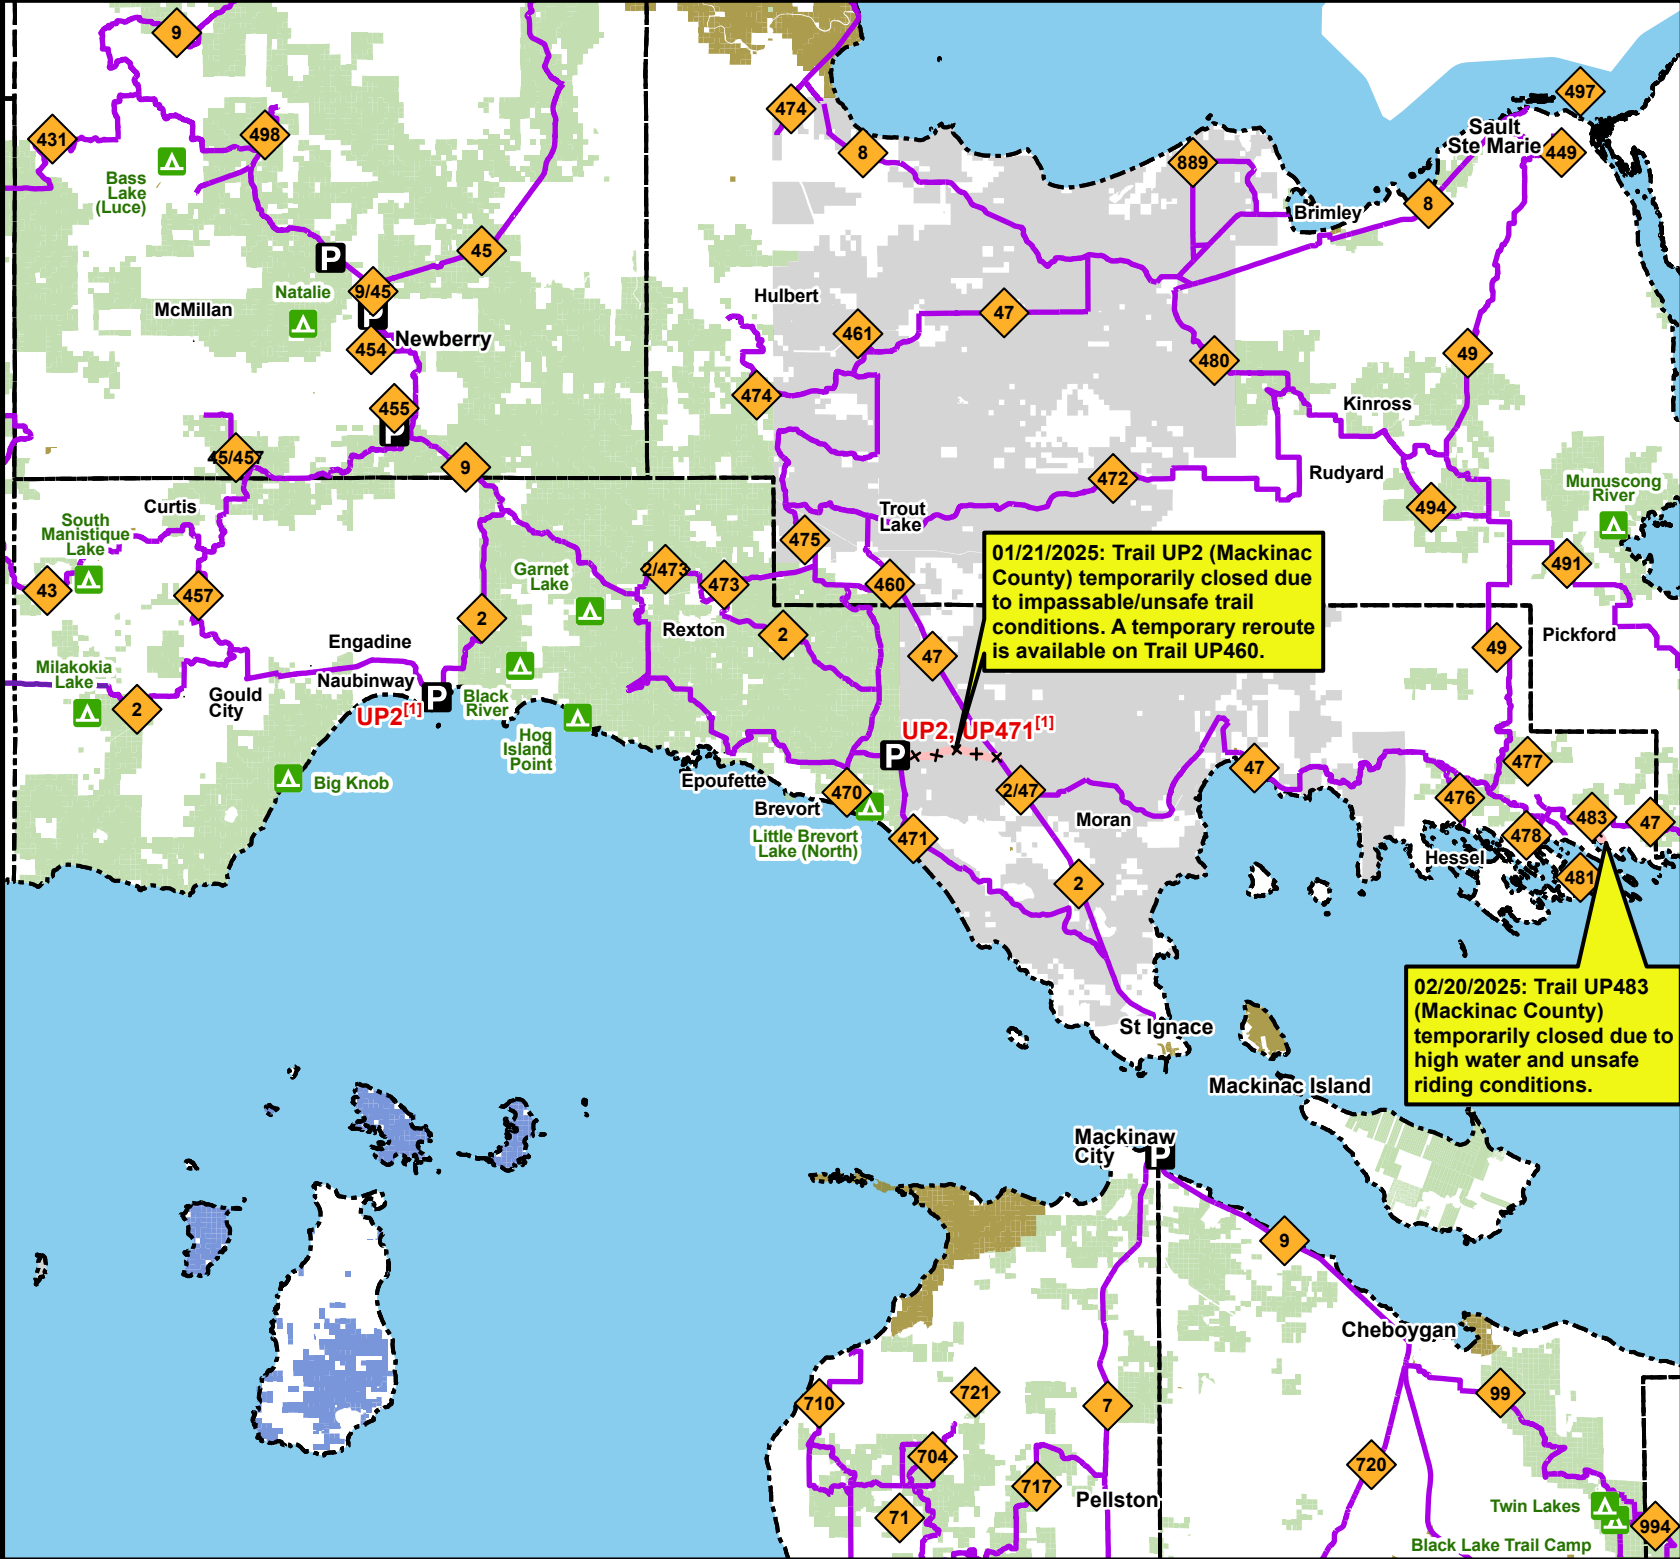 9
474
497
Sault
Ste Marie
449
431
498
8
889
Bass
Lake
(Luce)
8
Brimley
P
45
9/45
Natalie
McMillan
P
Newberry
454
Hulbert
47
461
480
49
474
455
P
Kinross
45/457
9
472
Rudyard
Munuscong
River
Curtis
Trout
Lake
494
South
Manistique
Lake
475
01/21/2025: Trail UP2 (Mackinac
County) temporarily closed due
to impassable/unsafe trail
conditions. A temporary reroute
is available on Trail UP460.
491
43
457
Garnet
Lake
2/473
473
460
2
Rexton
2
47
49
Pickford
Engadine
Milakokia
Lake
Naubinway
2
Gould
City
UP2[1]
P
Black
River
Hog
Island
Point
UP2, UP471[1]
P
Big Knob
Epoufette
Brevort
470
Little Brevort
Lake (North)
471
2/47
Moran
47
477
476
478
483
47
Hessel
481
2
02/20/2025: Trail UP483
(Mackinac County)
temporarily closed due to
high water and unsafe
riding conditions.
St Ignace
Mackinac Island
Mackinaw
City
P
9
Cheboygan
710
721
7
99
704
717
720
71
Pellston
Twin Lakes
994
Black Lake Trail Camp